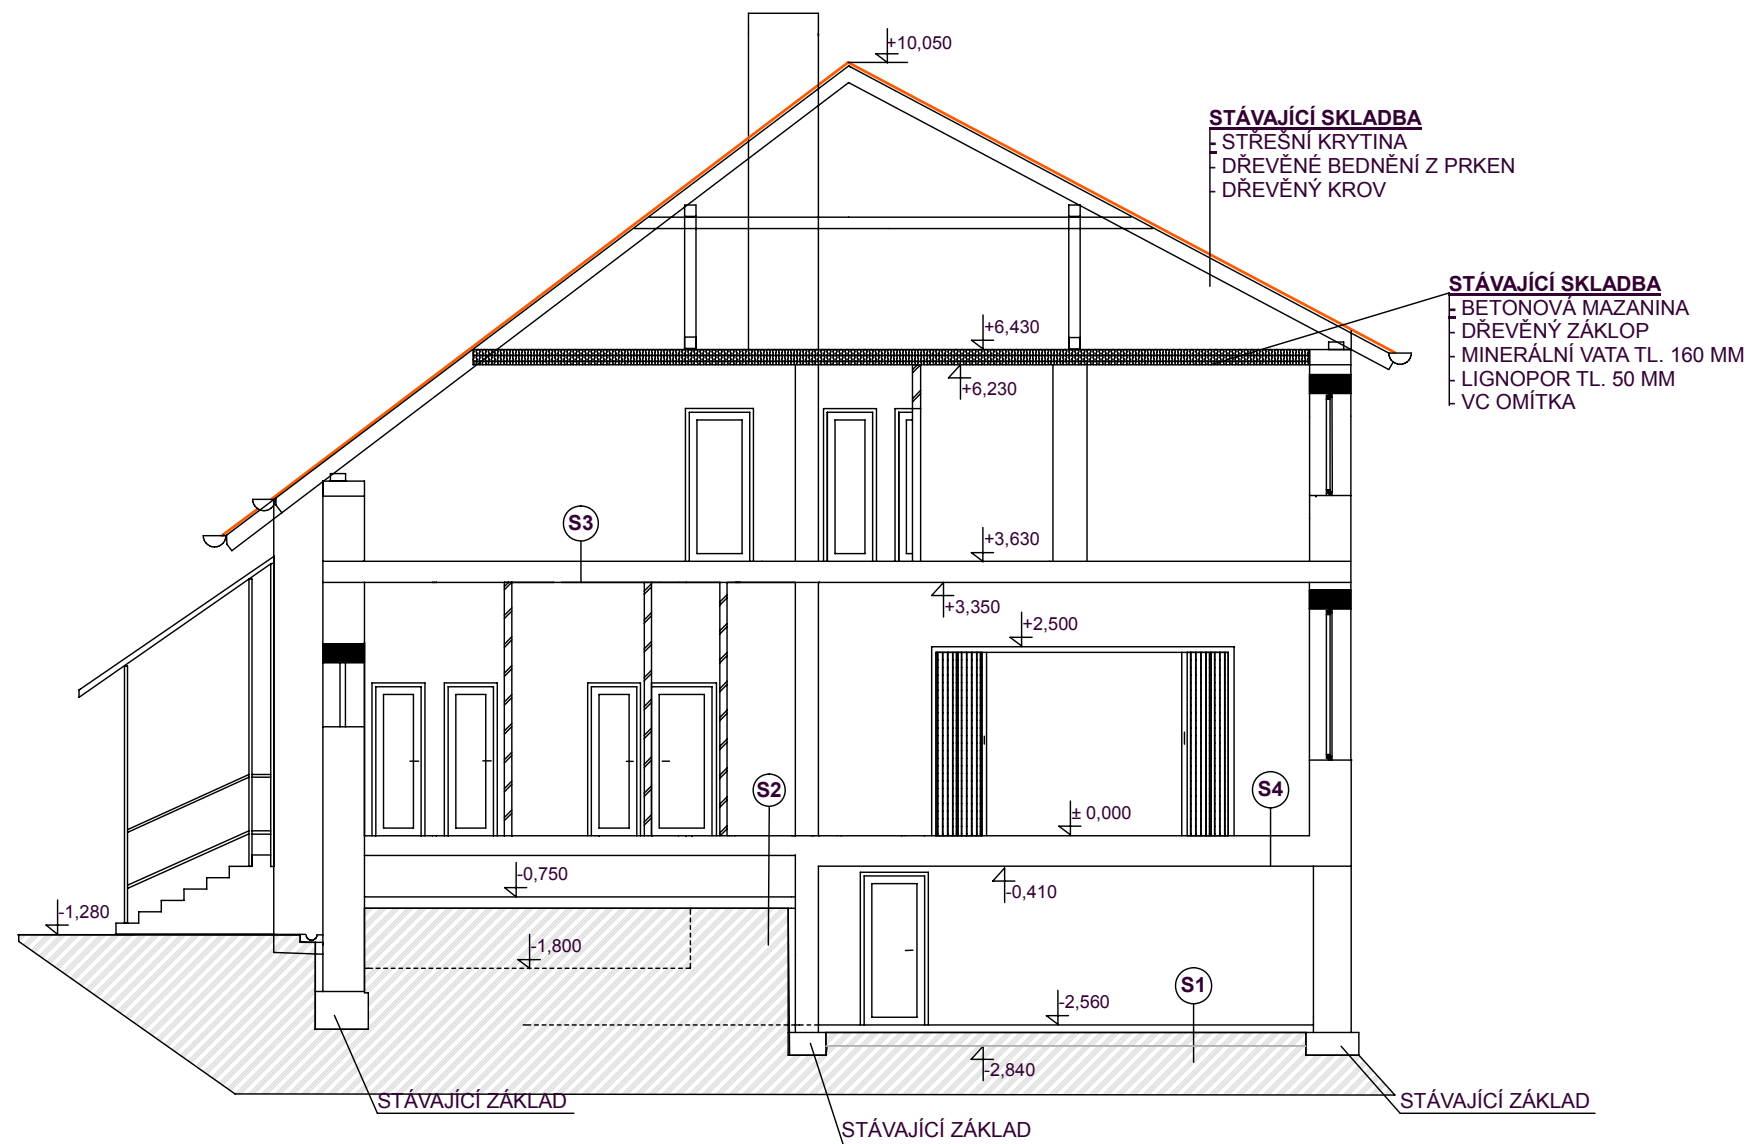 +10,050
STÁVAJÍCÍ SKLADBA
- STŘEŠNÍ KRYTINA
- DŘEVĚNÉ BEDNĚNÍ Z PRKEN
- DŘEVĚNÝ KROV
STÁVAJÍCÍ SKLADBA
- BETONOVÁ MAZANINA
- DŘEVĚNÝ ZÁKLOP
- MINERÁLNÍ VATA TL. 160 MM
- LIGNOPOR TL. 50 MM
- VC OMÍTKA
+6,430
+6,230
S3
+3,630
+3,350
+2,500
S2
S4
± 0,000
-0,750
-0,410
-1,280
-1,800
S1
-2,560
-2,840
STÁVAJÍCÍ ZÁKLAD
STÁVAJÍCÍ ZÁKLAD
STÁVAJÍCÍ ZÁKLAD